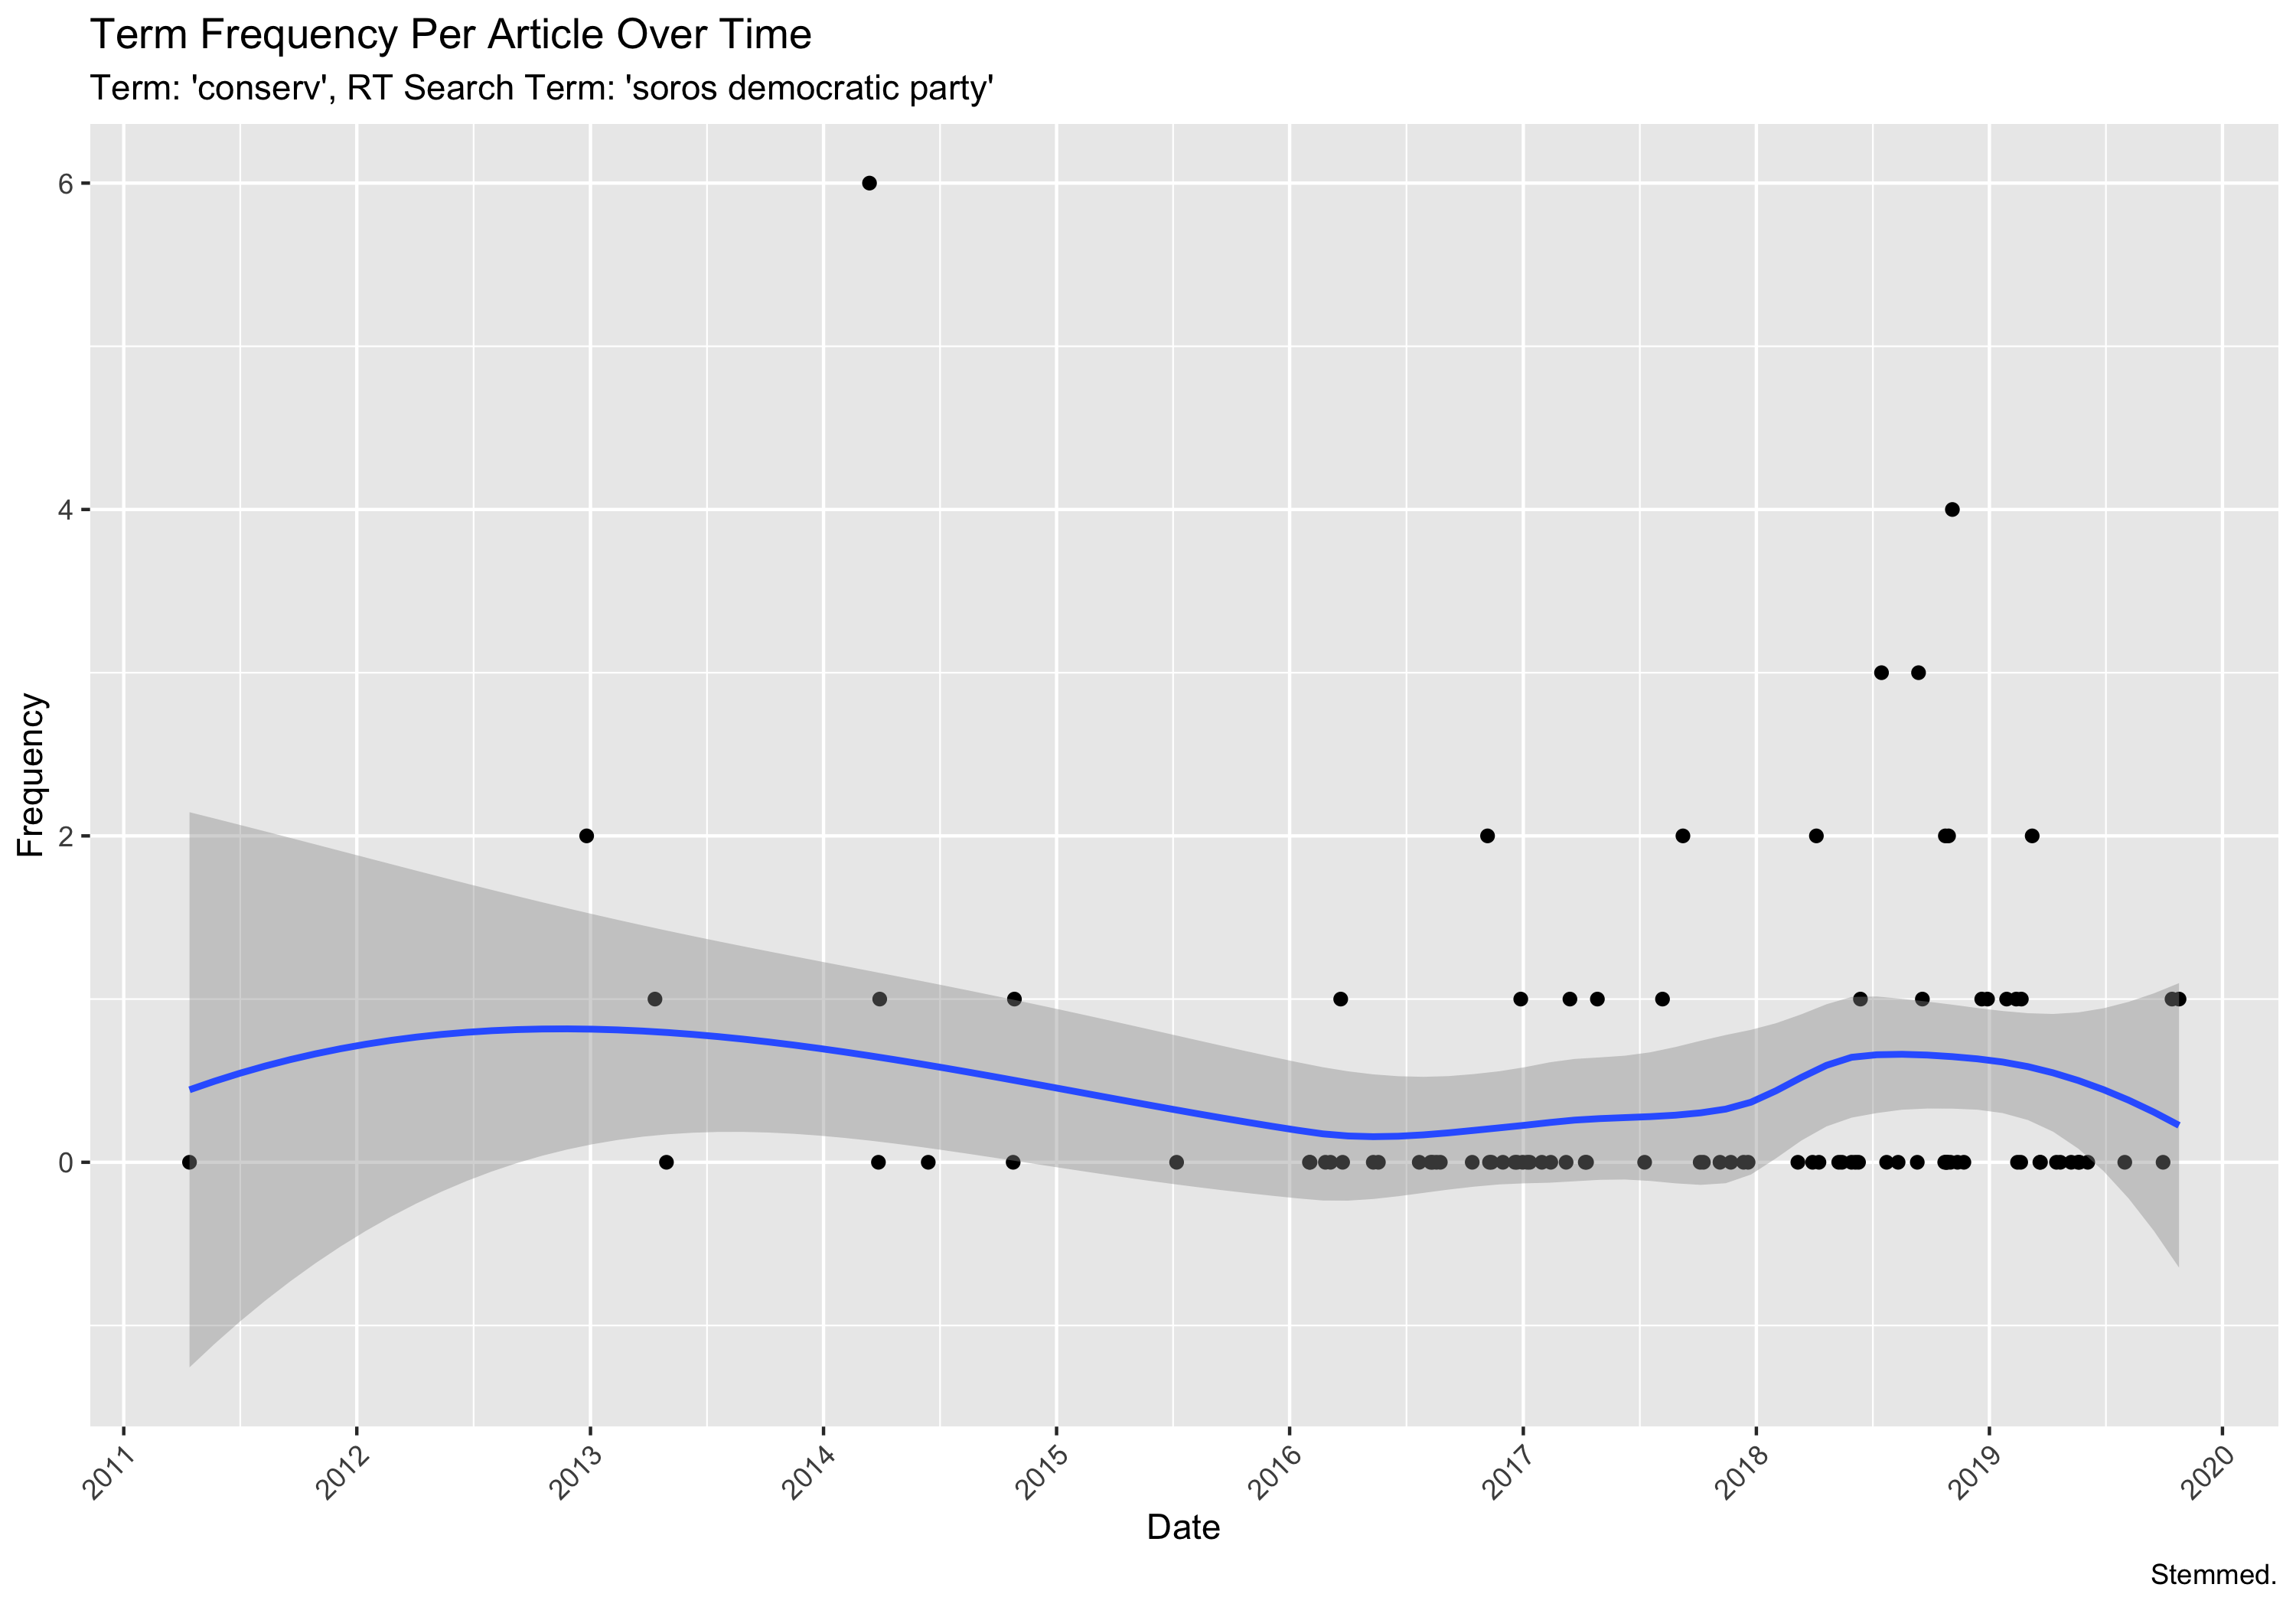 Term Frequency Per Article Over Time
Term: 'conserv', RT Search Term: 'soros democratic party'
Frequency
6
4
2
0
2011 2012 2013 2014 2015 2016 2017 2018 2019 2020
Date
Stemmed.